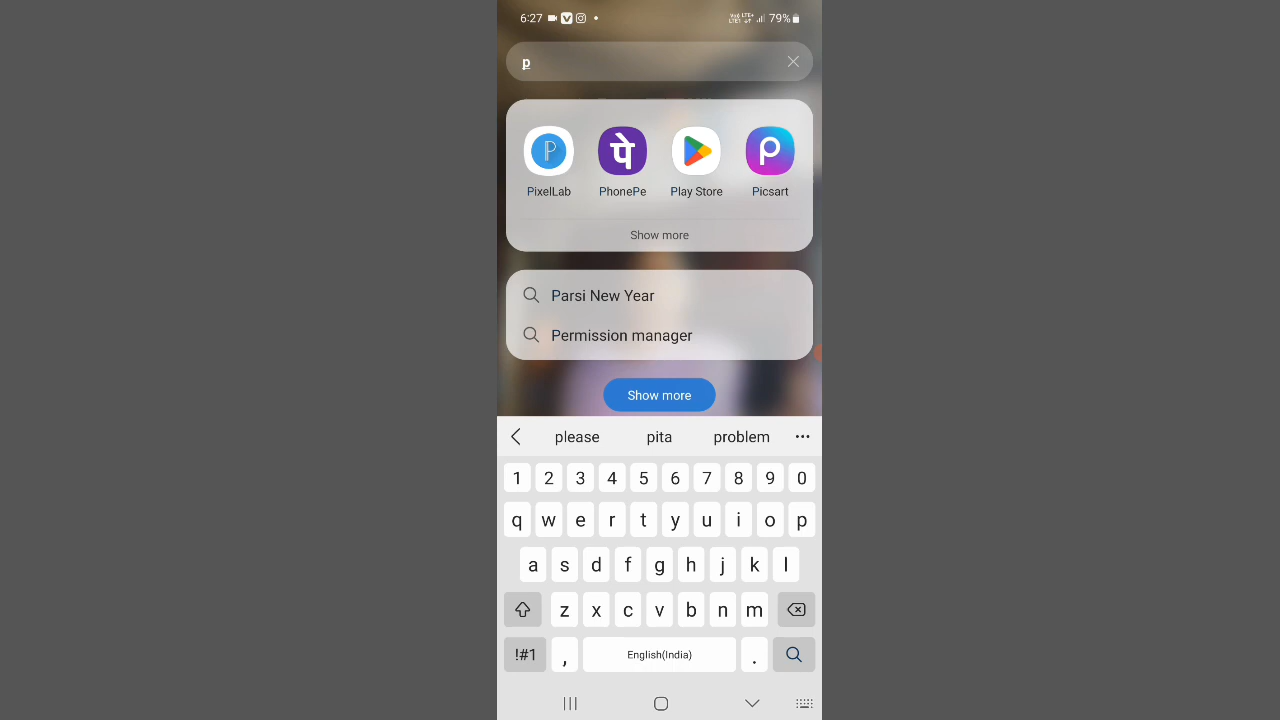 6:27 79%
p
पे
PixelLab PhonePe Play Store Picsart
Show more
Parsi New Year
Permission manager
Show more
please pita problem
1 2 3 4 5 6 7 8 9 0
q w e r t y u i o p
a s d f g h j k l
z x c v b n m
!#1 , English(India) .